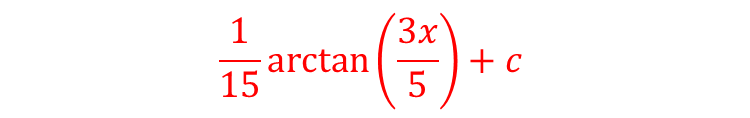 1/15 arctan(3x/5) + c